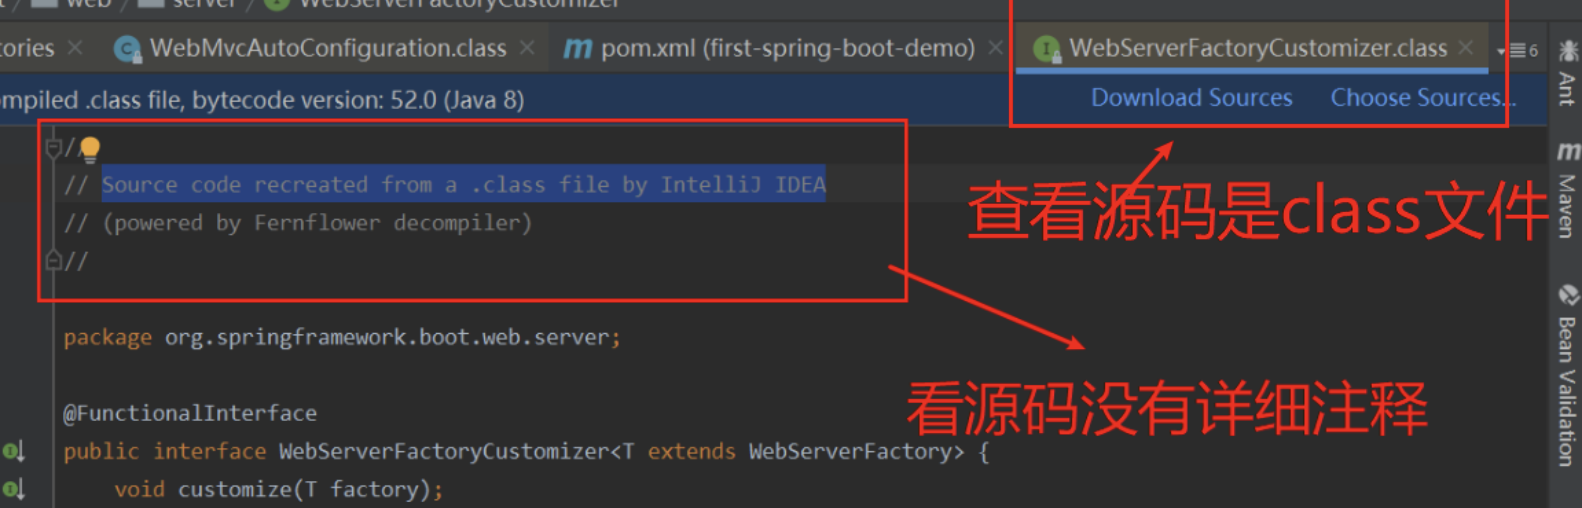 web / server / WebServerFactoryCustomizer
tories WebMvcAutoConfiguration.class pom.xml (first-spring-boot-demo) WebServerFactoryCustomizer.class 6
mpiled .class file, bytecode version: 52.0 (Java 8) Download Sources Choose Sources...
//
// Source code recreated from a .class file by IntelliJ IDEA
// (powered by Fernflower decompiler)
//
查看源码是class文件
package org.springframework.boot.web.server;
看源码没有详细注释
@FunctionalInterface
public interface WebServerFactoryCustomizer<T extends WebServerFactory> {
void customize(T factory);
Ant
Maven
Bean Validation